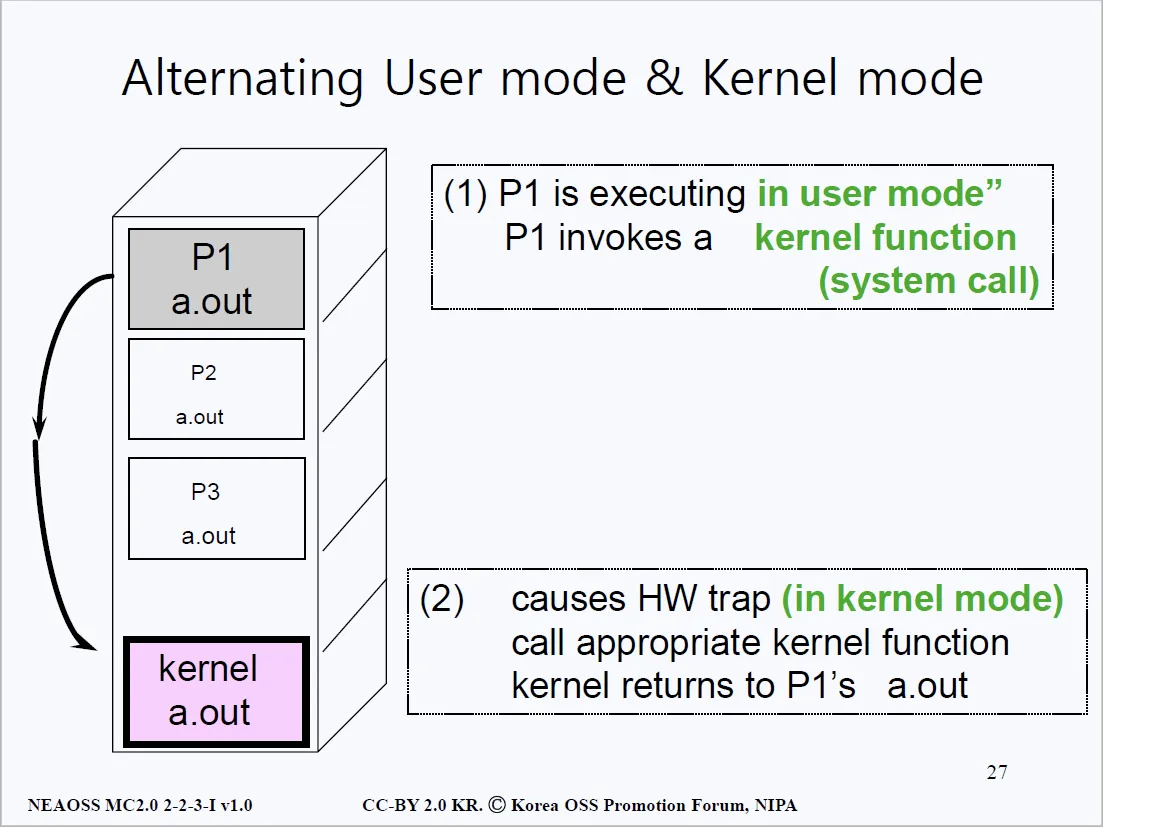 Alternating User mode & Kernel mode
P1
a.out
P2
a.out
P3
a.out
kernel
a.out
(1) P1 is executing in user mode”
P1 invokes a kernel function
(system call)
(2) causes HW trap (in kernel mode)
call appropriate kernel function
kernel returns to P1’s a.out
27
NEAOSS MC2.0 2-2-3-I v1.0
CC-BY 2.0 KR. Ⓒ Korea OSS Promotion Forum, NIPA